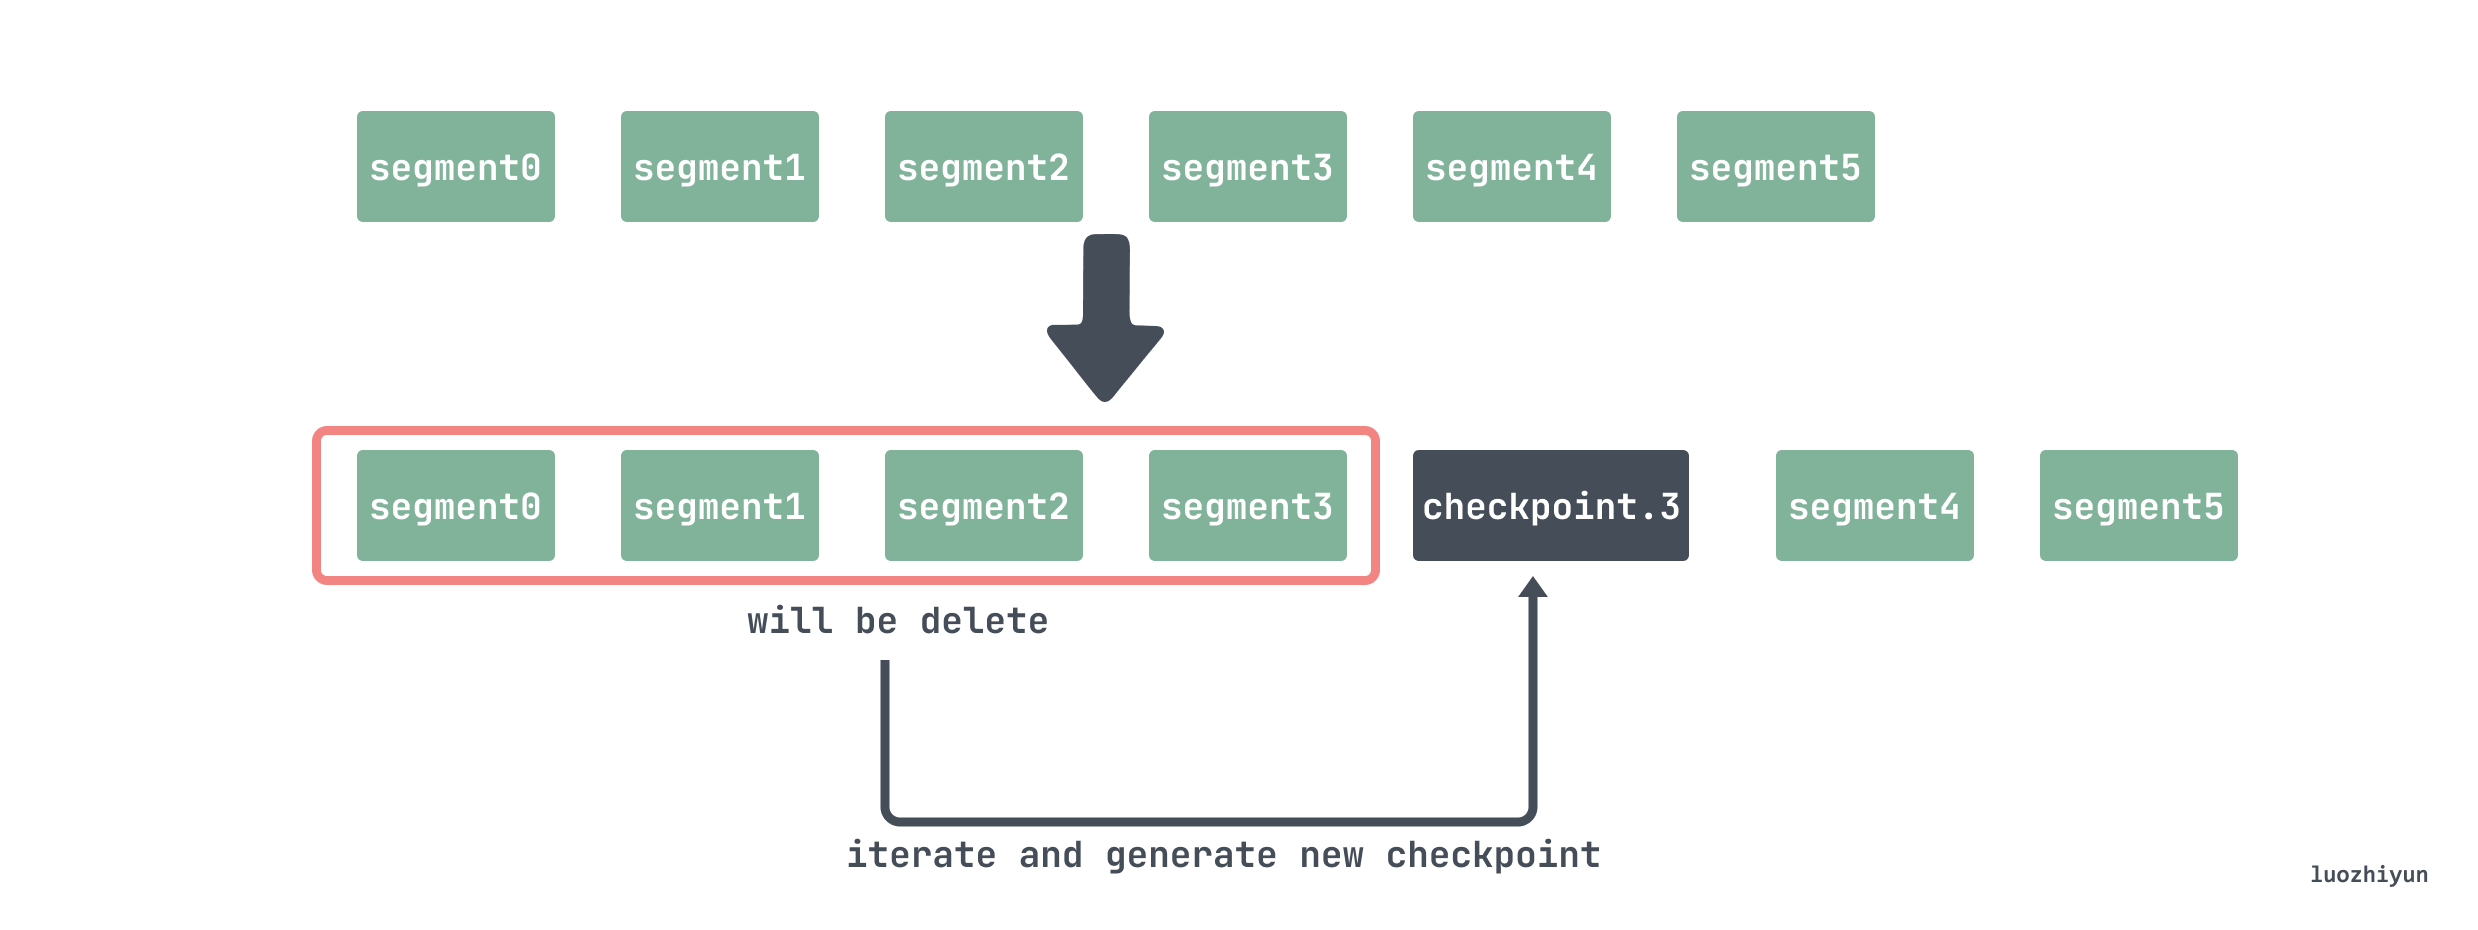 segment0 segment1 segment2 segment3 segment4 segment5
segment0 segment1 segment2 segment3 checkpoint.3 segment4 segment5
will be delete
iterate and generate new checkpoint
luozhiyun